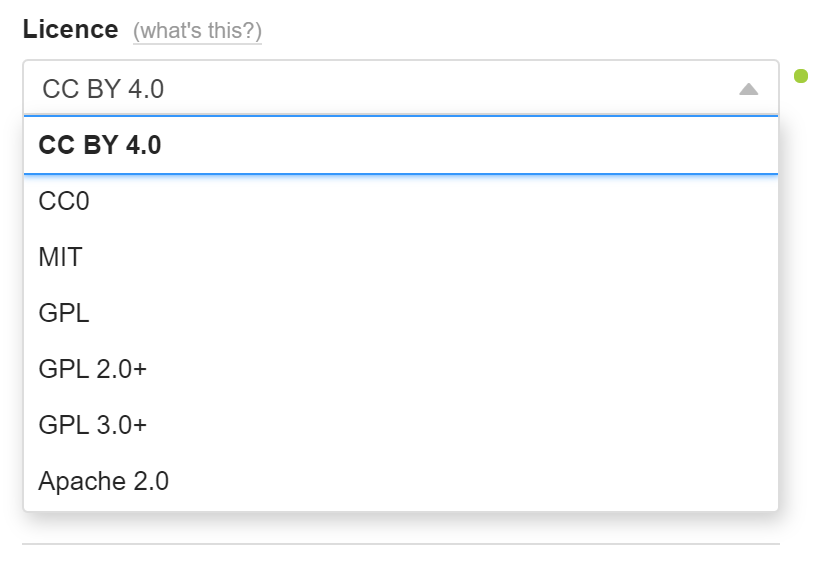 Licence (what's this?)
CC BY 4.0
CC BY 4.0
CC0
MIT
GPL
GPL 2.0+
GPL 3.0+
Apache 2.0